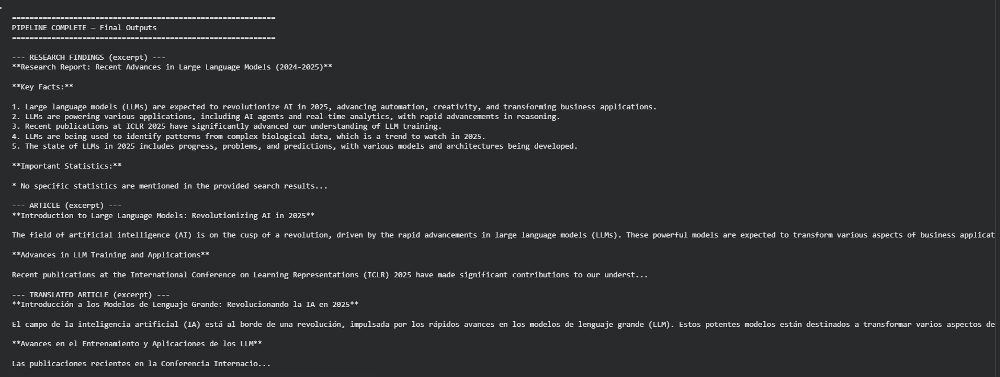 ============================================================
PIPELINE COMPLETE — Final Outputs
============================================================
--- RESEARCH FINDINGS (excerpt) ---
**Research Report: Recent Advances in Large Language Models (2024-2025)**
**Key Facts:**
1. Large language models (LLMs) are expected to revolutionize AI in 2025, advancing automation, creativity, and transforming business applications.
2. LLMs are powering various applications, including AI agents and real-time analytics, with rapid advancements in reasoning.
3. Recent publications at ICLR 2025 have significantly advanced our understanding of LLM training.
4. LLMs are being used to identify patterns from complex biological data, which is a trend to watch in 2025.
5. The state of LLMs in 2025 includes progress, problems, and predictions, with various models and architectures being developed.
**Important Statistics:**
* No specific statistics are mentioned in the provided search results...
--- ARTICLE (excerpt) ---
**Introduction to Large Language Models: Revolutionizing AI in 2025**
The field of artificial intelligence (AI) is on the cusp of a revolution, driven by the rapid advancements in large language models (LLMs). These powerful models are expected to transform various aspects of business applicat
**Advances in LLM Training and Applications**
Recent publications at the International Conference on Learning Representations (ICLR) 2025 have made significant contributions to our underst...
--- TRANSLATED ARTICLE (excerpt) ---
**Introducción a los Modelos de Lenguaje Grande: Revolucionando la IA en 2025**
El campo de la inteligencia artificial (IA) está al borde de una revolución, impulsada por los rápidos avances en los modelos de lenguaje grande (LLM). Estos potentes modelos están destinados a transformar varios aspectos de
**Avances en el Entrenamiento y Aplicaciones de los LLM**
Las publicaciones recientes en la Conferencia Internacio...